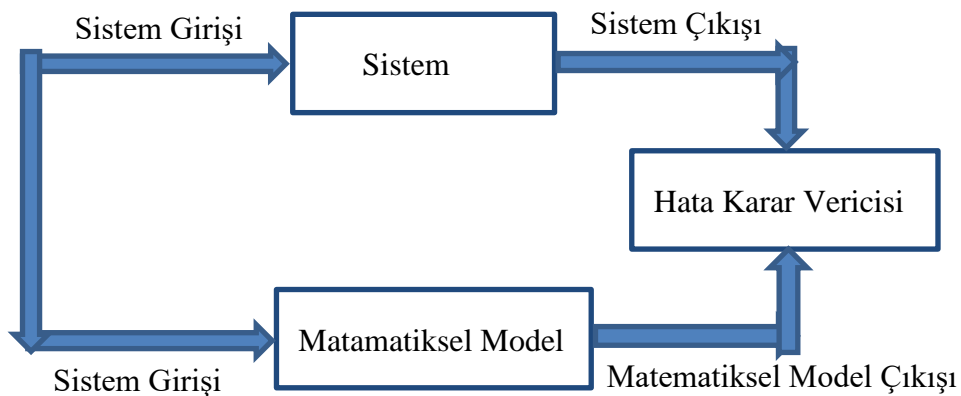 Sistem Girişi
Sistem Çıkışı
Sistem
Hata Karar Vericisi
Matamatiksel Model
Sistem Girişi
Matematiksel Model Çıkışı